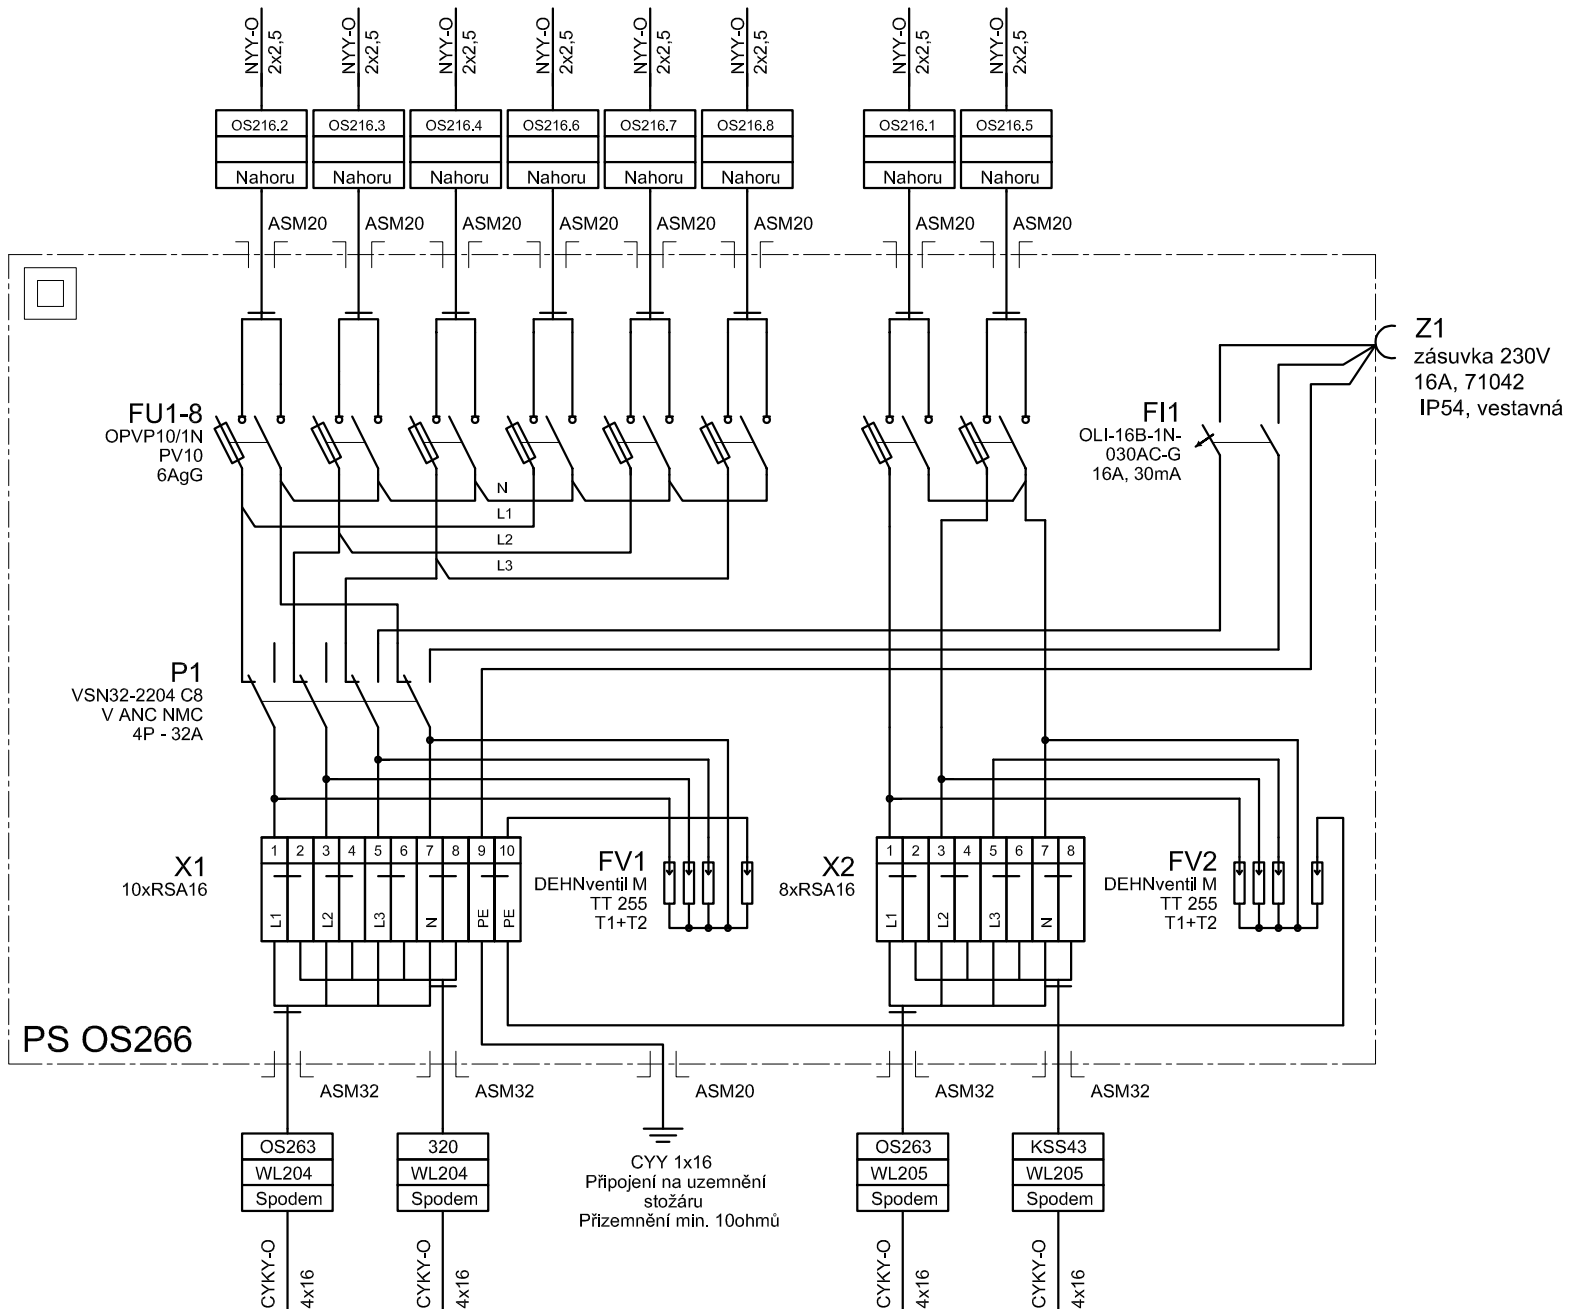 NYY-O
2x2,5
NYY-O
2x2,5
NYY-O
2x2,5
NYY-O
2x2,5
NYY-O
2x2,5
NYY-O
2x2,5
NYY-O
2x2,5
NYY-O
2x2,5
OS216.2
OS216.3
OS216.4
OS216.6
OS216.7
OS216.8
OS216.1
OS216.5
Nahoru
Nahoru
Nahoru
Nahoru
Nahoru
Nahoru
Nahoru
Nahoru
ASM20
ASM20
ASM20
ASM20
ASM20
ASM20
ASM20
ASM20
Z1
zásuvka 230V
16A, 71042
IP54, vestavná
FU1-8
OPVP10/1N
PV10
6AgG
FI1
OLI-16B-1N-
030AC-G
16A, 30mA
N
L1
L2
L3
P1
VSN32-2204 C8
V ANC NMC
4P - 32A
X1
10xRSA16
1 2 3 4 5 6 7 8 9 10
L1
L2
L3
N
PE
PE
FV1
DEHNventil M
TT 255
T1+T2
X2
8xRSA16
1 2 3 4 5 6 7 8
L1
L2
L3
N
FV2
DEHNventil M
TT 255
T1+T2
PS OS266
ASM32
ASM32
ASM20
ASM32
ASM32
OS263
WL204
Spodem
320
WL204
Spodem
CYY 1x16
Připojení na uzemnění
stožáru
Přizemnění min. 10ohmů
OS263
WL205
Spodem
KSS43
WL205
Spodem
CYKY-O
4x16
CYKY-O
4x16
CYKY-O
4x16
CYKY-O
4x16